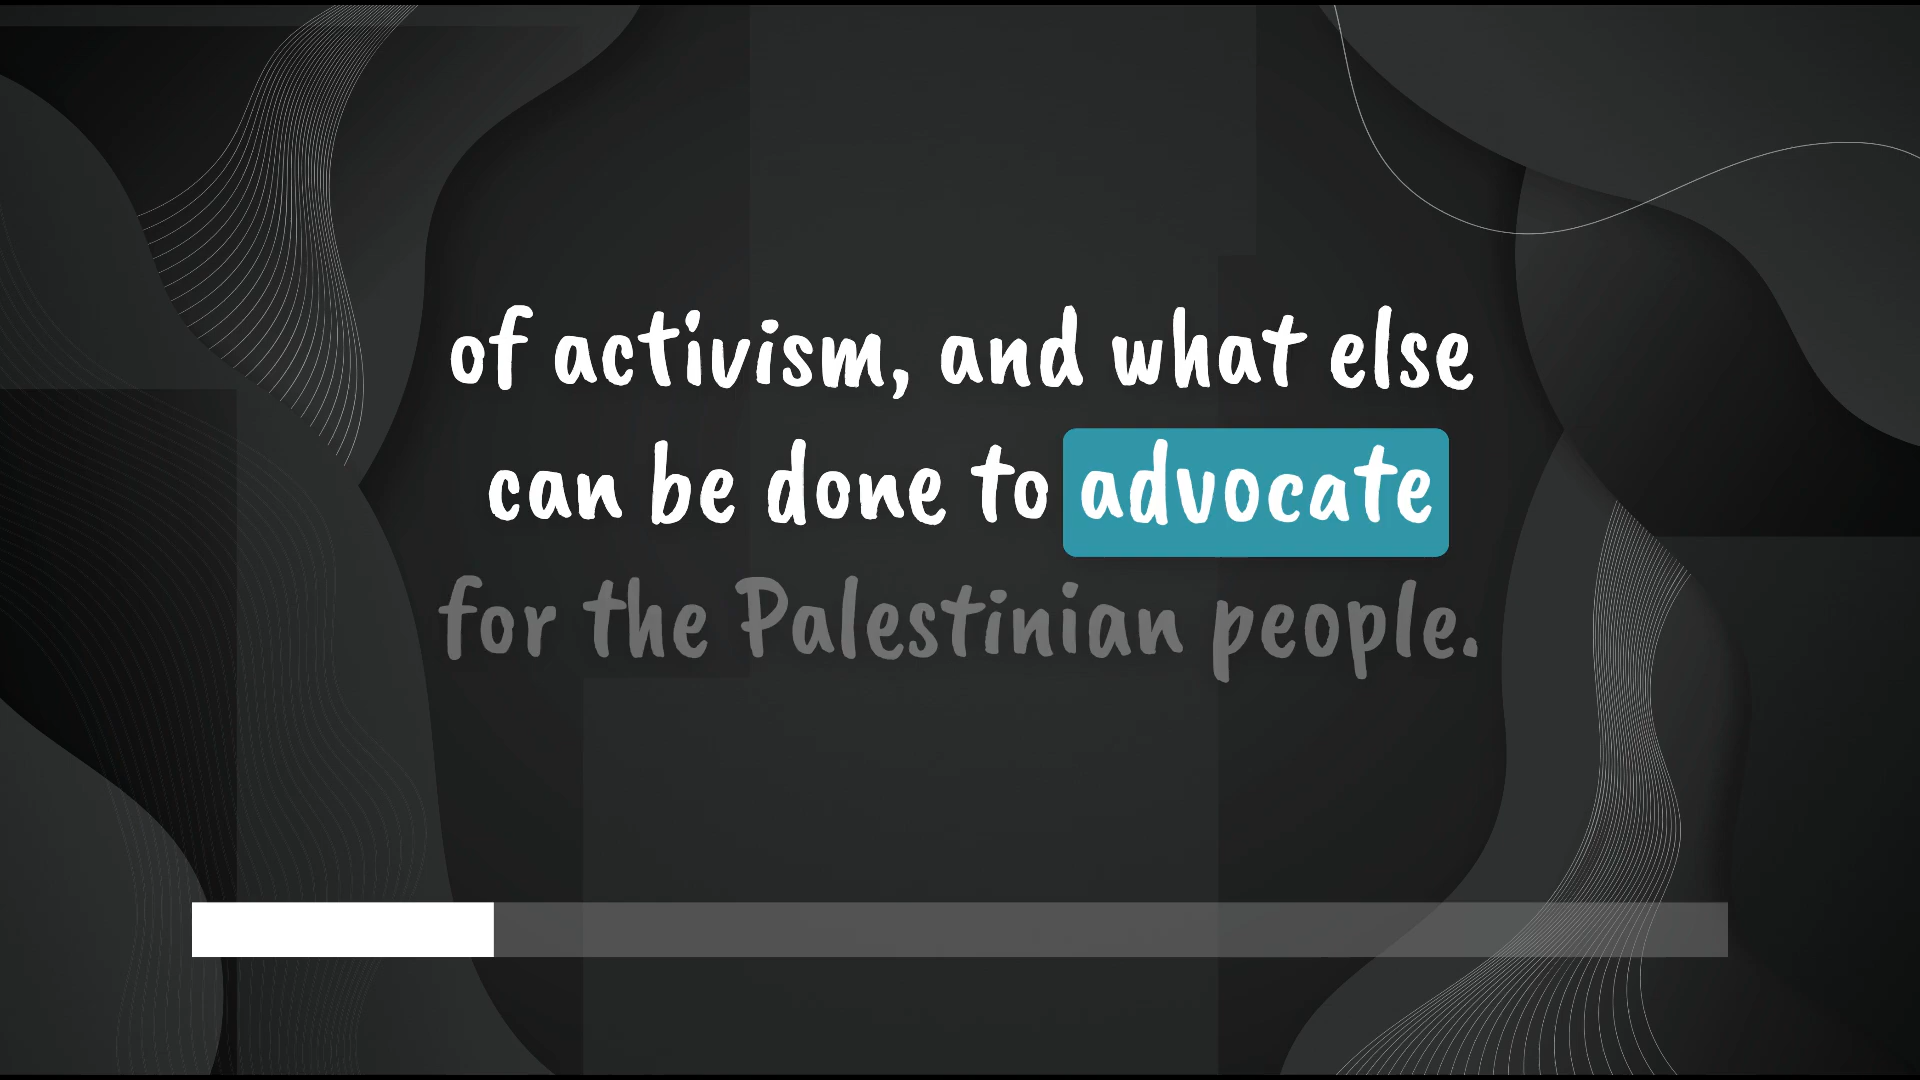 of activism, and what else
can be done to advocate
for the Palestinian people.